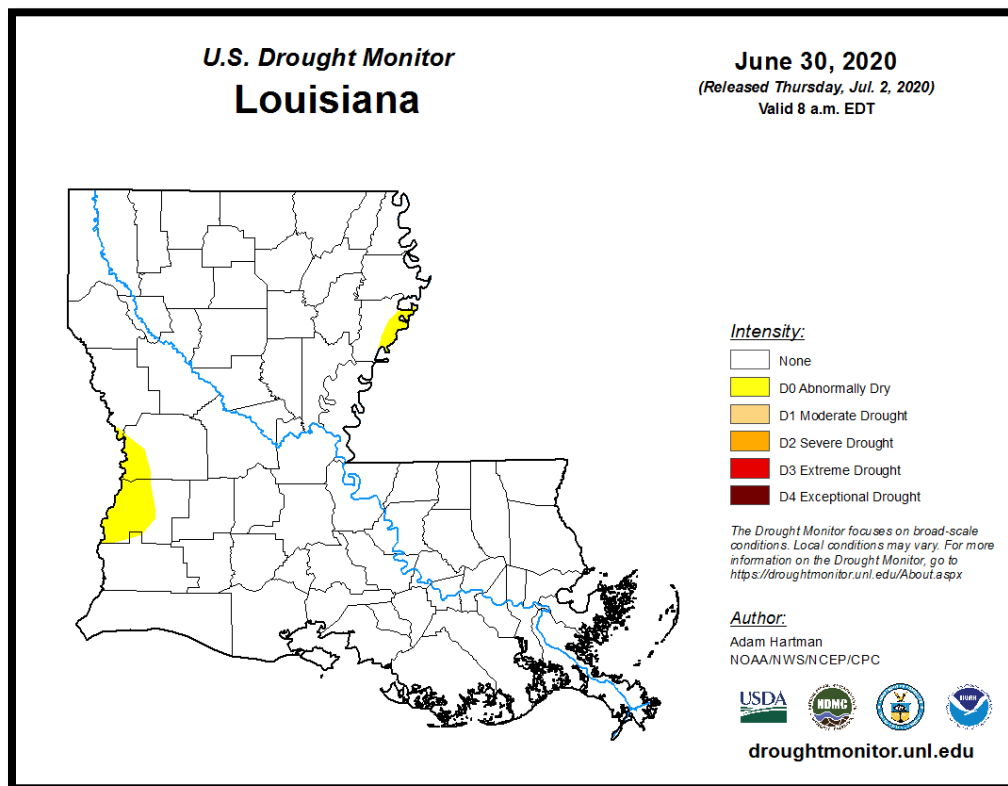 U.S. Drought Monitor
Louisiana
June 30, 2020
(Released Thursday, Jul. 2, 2020)
Valid 8 a.m. EDT
Intensity:
None
D0 Abnormally Dry
D1 Moderate Drought
D2 Severe Drought
D3 Extreme Drought
D4 Exceptional Drought
The Drought Monitor focuses on broad-scale
conditions. Local conditions may vary. For more
information on the Drought Monitor, go to
https://droughtmonitor.unl.edu/About.aspx
Author:
Adam Hartman
NOAA/NWS/NCEP/CPC
USDA
NDMC
NOAA
droughtmonitor.unl.edu